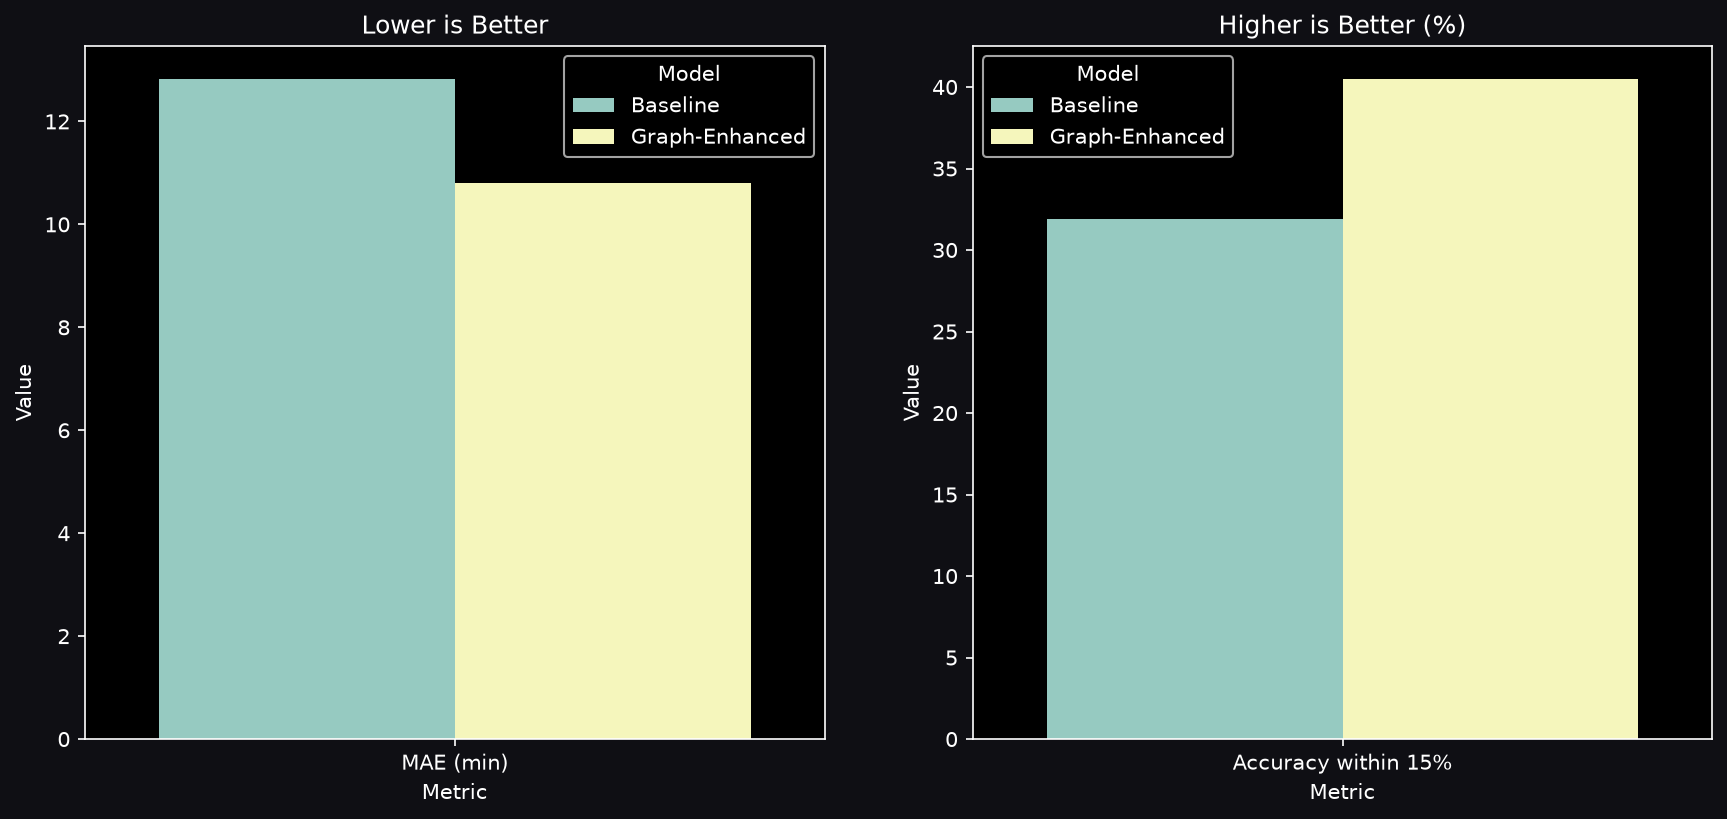 Lower is Better
Model
Baseline
Graph-Enhanced
12
10
8
6
4
2
0
Value
MAE (min)
Metric
Higher is Better (%)
Model
Baseline
Graph-Enhanced
40
35
30
25
20
15
10
5
0
Value
Accuracy within 15%
Metric